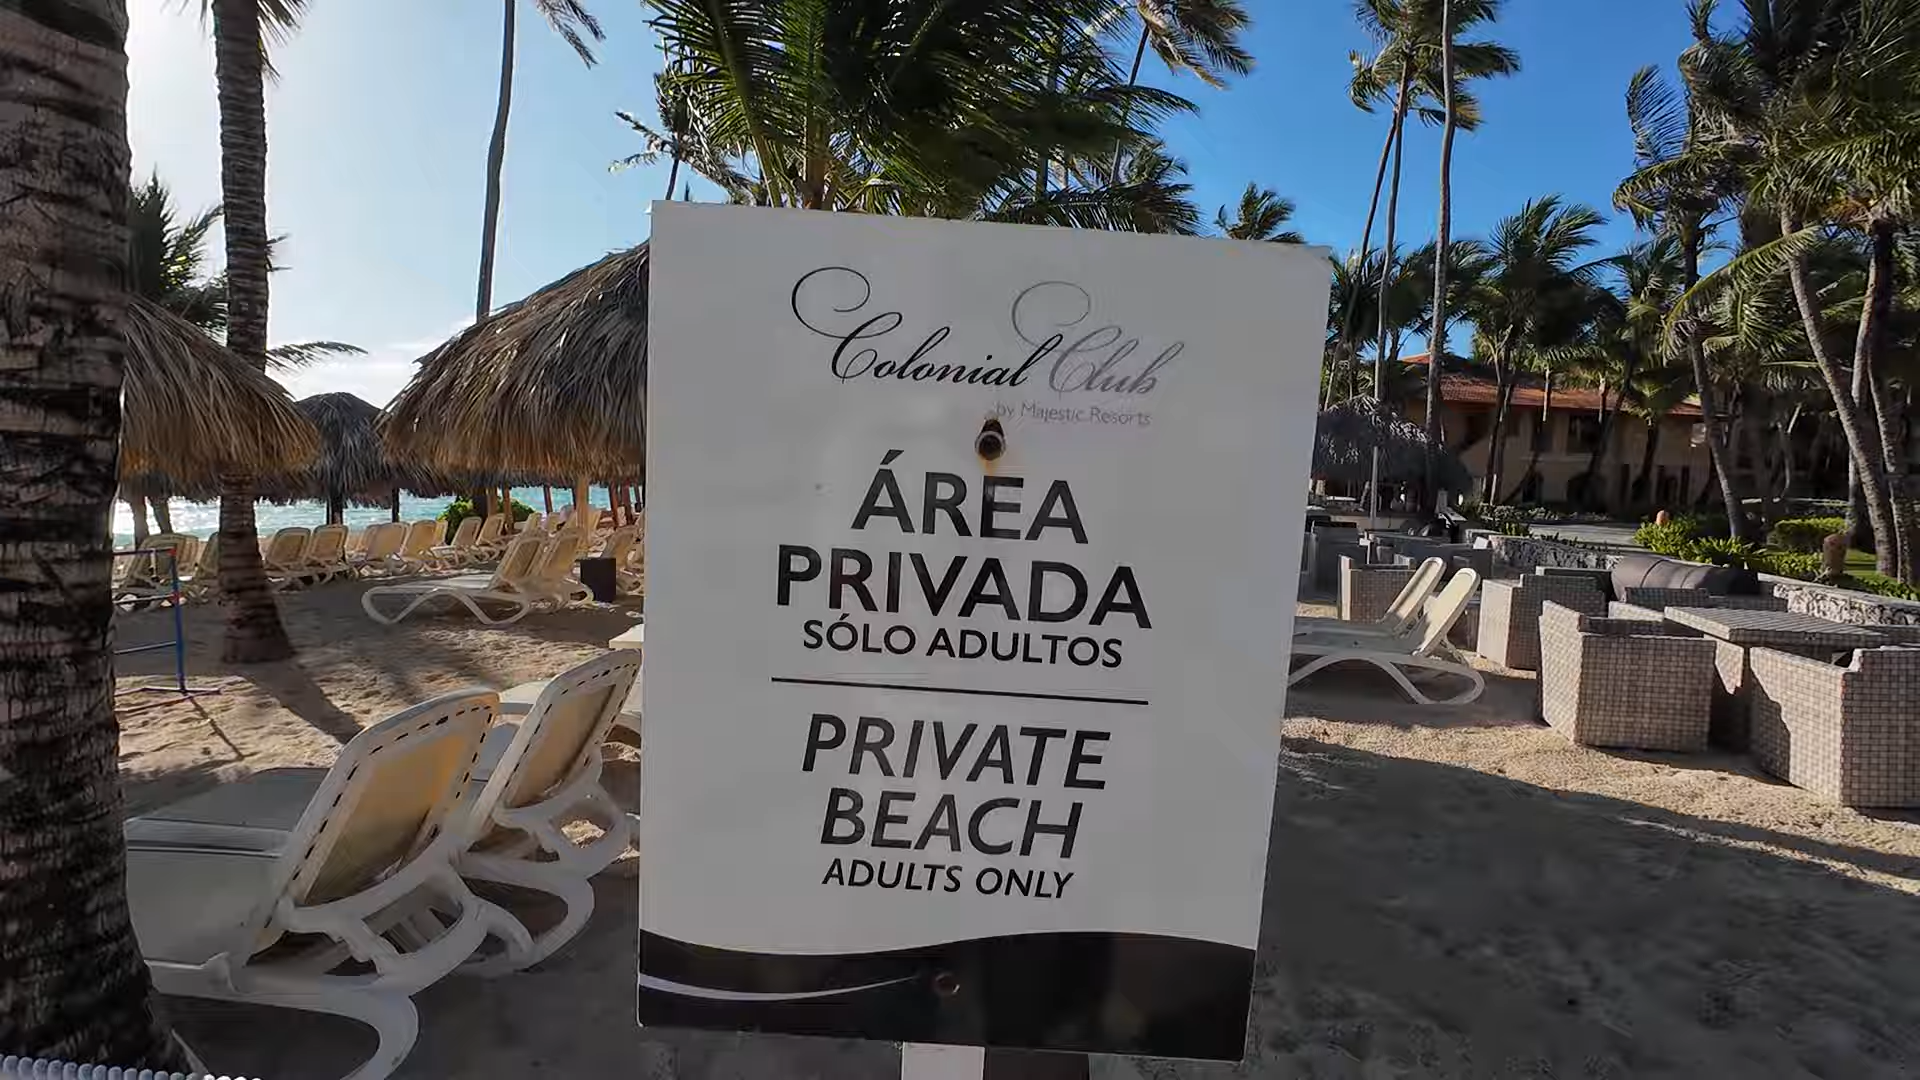 Colonial Club
by Majestic Resorts
ÁREA
PRIVADA
SÓLO ADULTOS
PRIVATE
BEACH
ADULTS ONLY